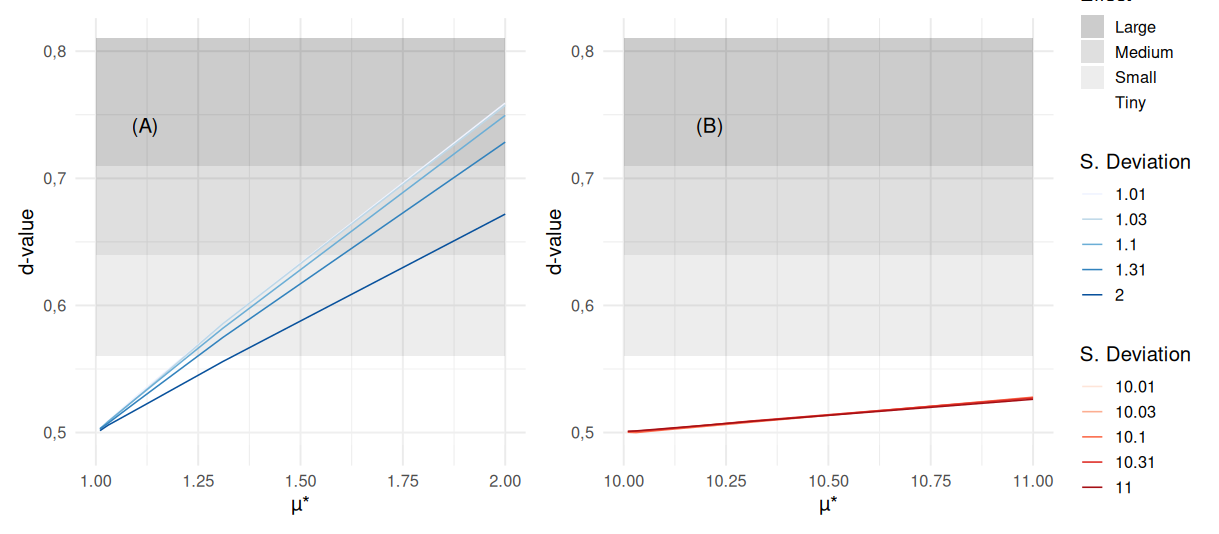 0,8
0,7
0,6
0,5
d-value
(A)
1.00
1.25
1.50
1.75
2.00
μ*
0,8
0,7
0,6
0,5
d-value
(B)
10.00
10.25
10.50
10.75
11.00
μ*
Large
Medium
Small
Tiny
S. Deviation
1.01
1.03
1.1
1.31
2
S. Deviation
10.01
10.03
10.1
10.31
11